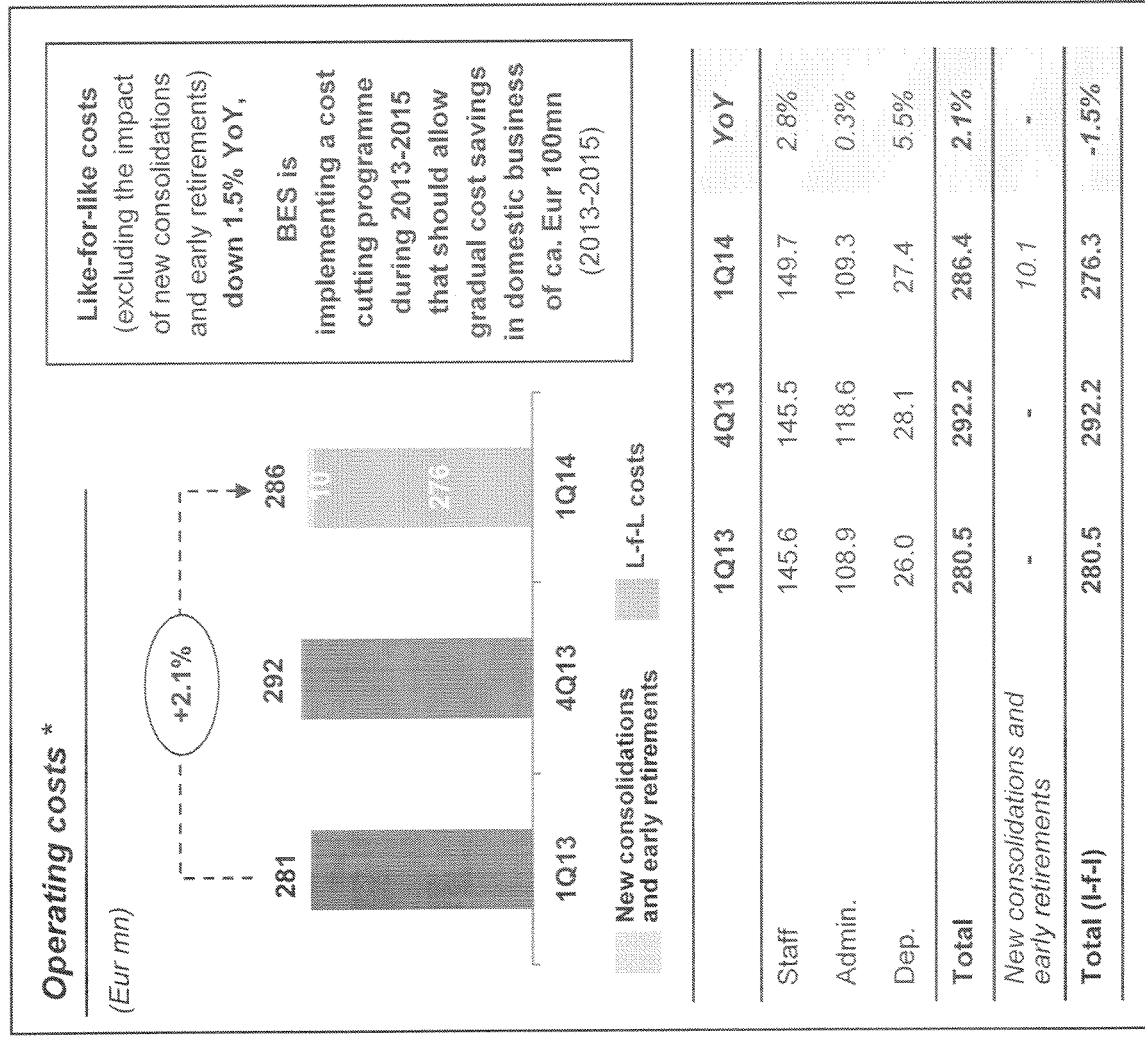 Operating costs *
(Eur mn)
+2.1%
281
292
286
10
276
1Q13
4Q13
1Q14
New consolidations
and early retirements
L-f-L costs
Like-for-like costs
(excluding the impact
of new consolidations
and early retirements)
down 1.5% YoY,
BES is
implementing a cost
cutting programme
during 2013-2015
that should allow
gradual cost savings
in domestic business
of ca. Eur 100mn
(2013-2015)
1Q13 4Q13 1Q14 YoY
Staff 145.6 145.5 149.7 2.8%
Admin. 108.9 118.6 109.3 0.3%
Dep. 26.0 28.1 27.4 5.5%
Total 280.5 292.2 286.4 2.1%
New consolidations and
early retirements - - 10.1 -
Total (l-f-l) 280.5 292.2 276.3 -1.5%